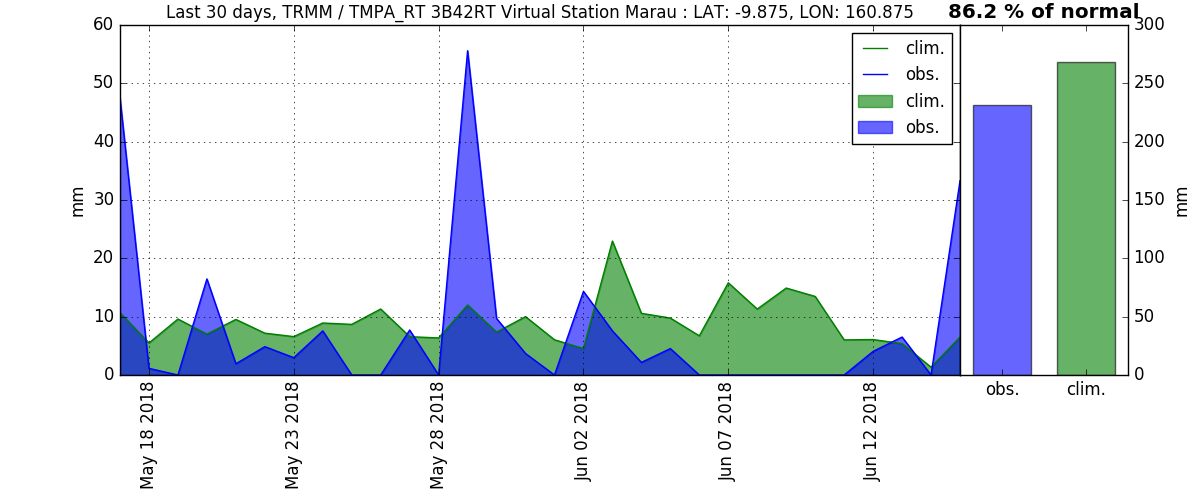 Last 30 days, TRMM / TMPA_RT 3B42RT Virtual Station Marau : LAT: -9.875, LON: 160.875
86.2 % of normal
60
50
40
30
20
10
0
mm
clim.
obs.
clim.
obs.
May 18 2018
May 23 2018
May 28 2018
Jun 02 2018
Jun 07 2018
Jun 12 2018
300
250
200
150
100
50
0
mm
obs.
clim.